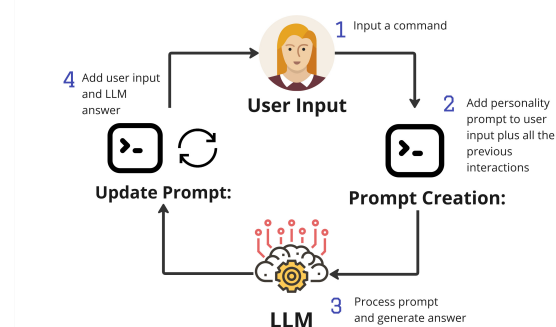 1 Input a command
User Input
2 Add personality
prompt to user
input plus all the
previous
interactions
Prompt Creation:
3 Process prompt
and generate answer
LLM
4 Add user input
and LLM
answer
Update Prompt: